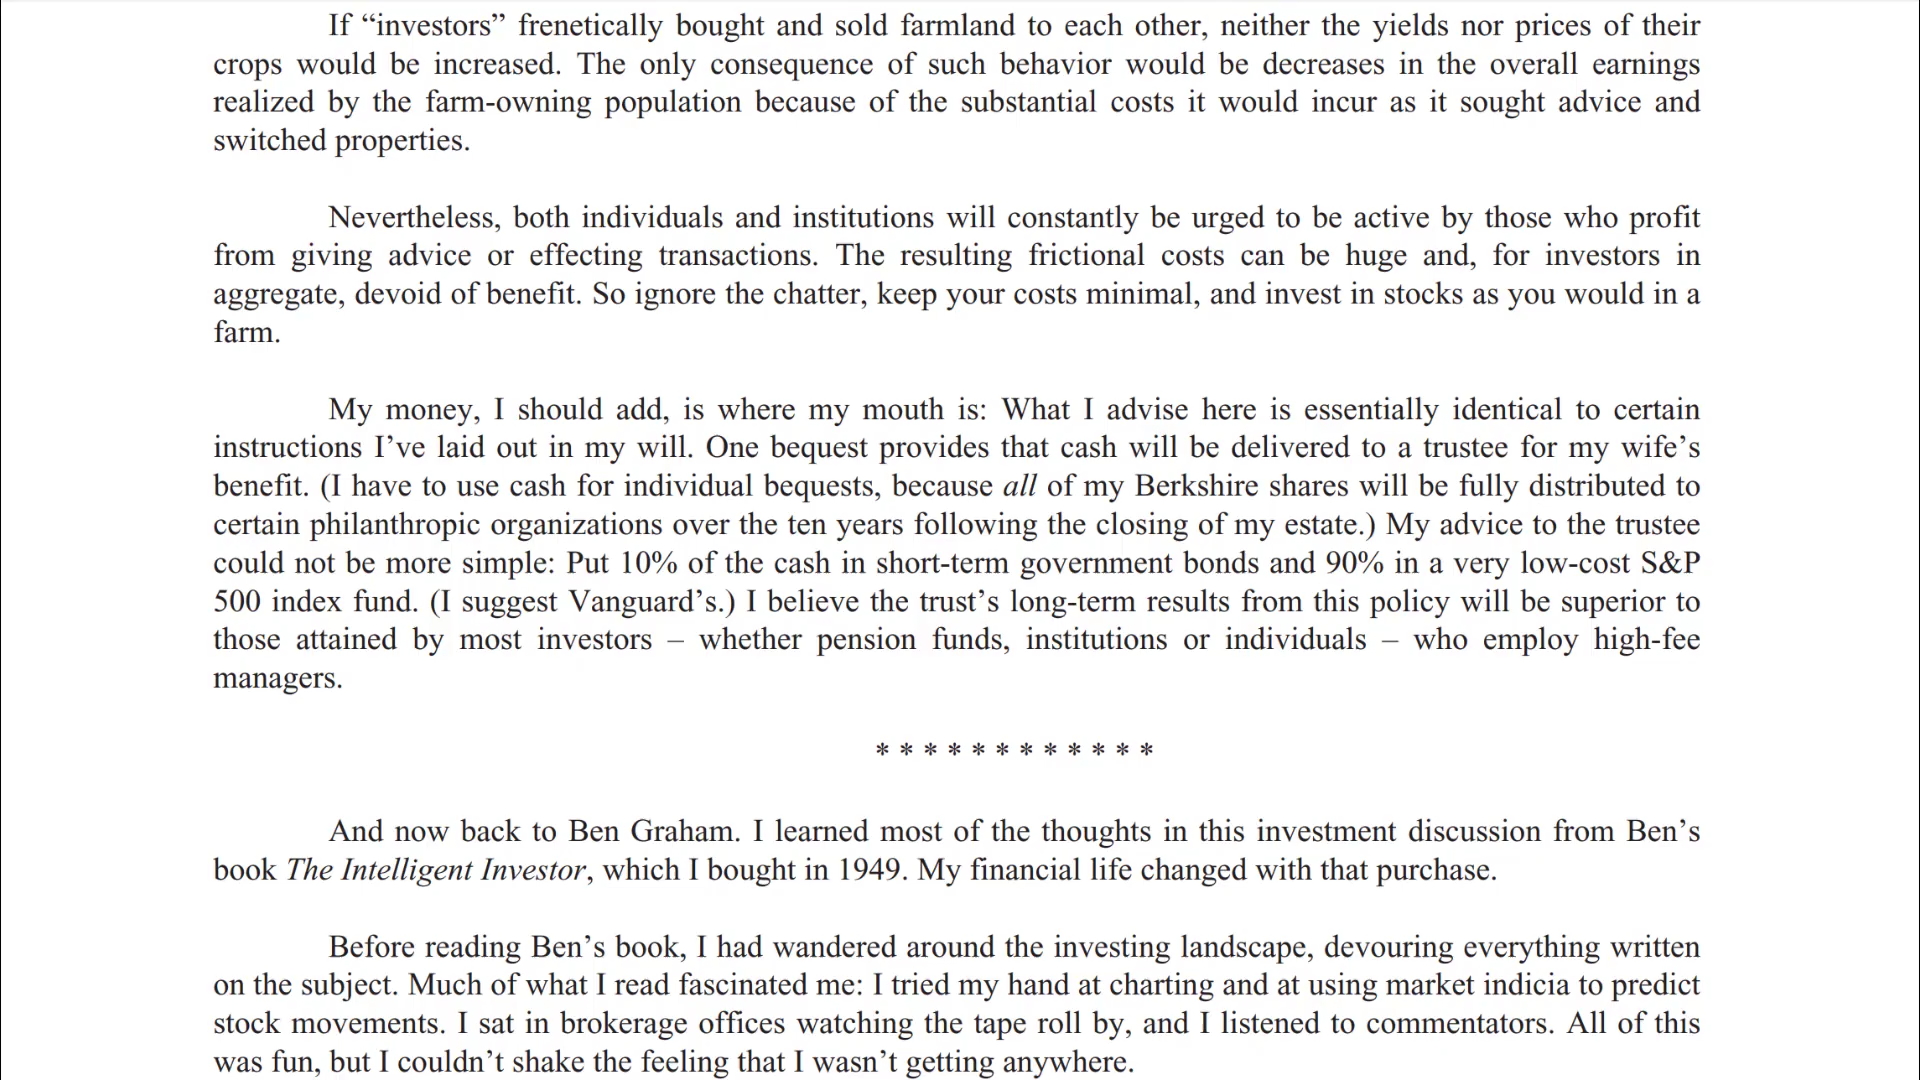 If “investors” frenetically bought and sold farmland to each other, neither the yields nor prices of their
crops would be increased. The only consequence of such behavior would be decreases in the overall earnings
realized by the farm-owning population because of the substantial costs it would incur as it sought advice and
switched properties.
Nevertheless, both individuals and institutions will constantly be urged to be active by those who profit
from giving advice or effecting transactions. The resulting frictional costs can be huge and, for investors in
aggregate, devoid of benefit. So ignore the chatter, keep your costs minimal, and invest in stocks as you would in a
farm.
My money, I should add, is where my mouth is: What I advise here is essentially identical to certain
instructions I’ve laid out in my will. One bequest provides that cash will be delivered to a trustee for my wife’s
benefit. (I have to use cash for individual bequests, because all of my Berkshire shares will be fully distributed to
certain philanthropic organizations over the ten years following the closing of my estate.) My advice to the trustee
could not be more simple: Put 10% of the cash in short-term government bonds and 90% in a very low-cost S&P
500 index fund. (I suggest Vanguard’s.) I believe the trust’s long-term results from this policy will be superior to
those attained by most investors – whether pension funds, institutions or individuals – who employ high-fee
managers.
* * * * * * * * * * * *
And now back to Ben Graham. I learned most of the thoughts in this investment discussion from Ben’s
book The Intelligent Investor, which I bought in 1949. My financial life changed with that purchase.
Before reading Ben’s book, I had wandered around the investing landscape, devouring everything written
on the subject. Much of what I read fascinated me: I tried my hand at charting and at using market indicia to predict
stock movements. I sat in brokerage offices watching the tape roll by, and I listened to commentators. All of this
was fun, but I couldn’t shake the feeling that I wasn’t getting anywhere.